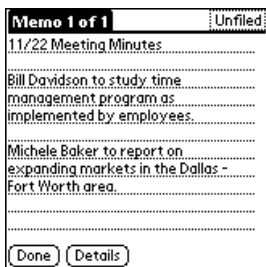 Memo 1 of 1 Unfiled
11/22 Meeting Minutes
Bill Davidson to study time
management program as
implemented by employees.
Michele Baker to report on
expanding markets in the Dallas -
Fort Worth area.
Done Details